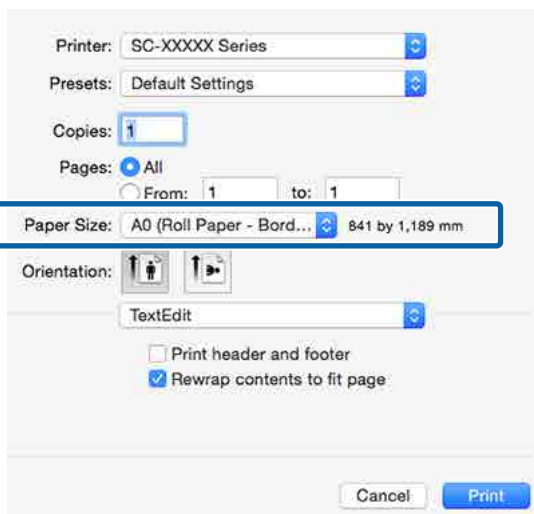 Printer: SC-XXXXX Series
Presets: Default Settings
Copies: 1
Pages: All
From: 1 to: 1
Paper Size: A0 (Roll Paper - Bord... 841 by 1,189 mm
Orientation:
TextEdit
Print header and footer
Rewrap contents to fit page
Cancel Print